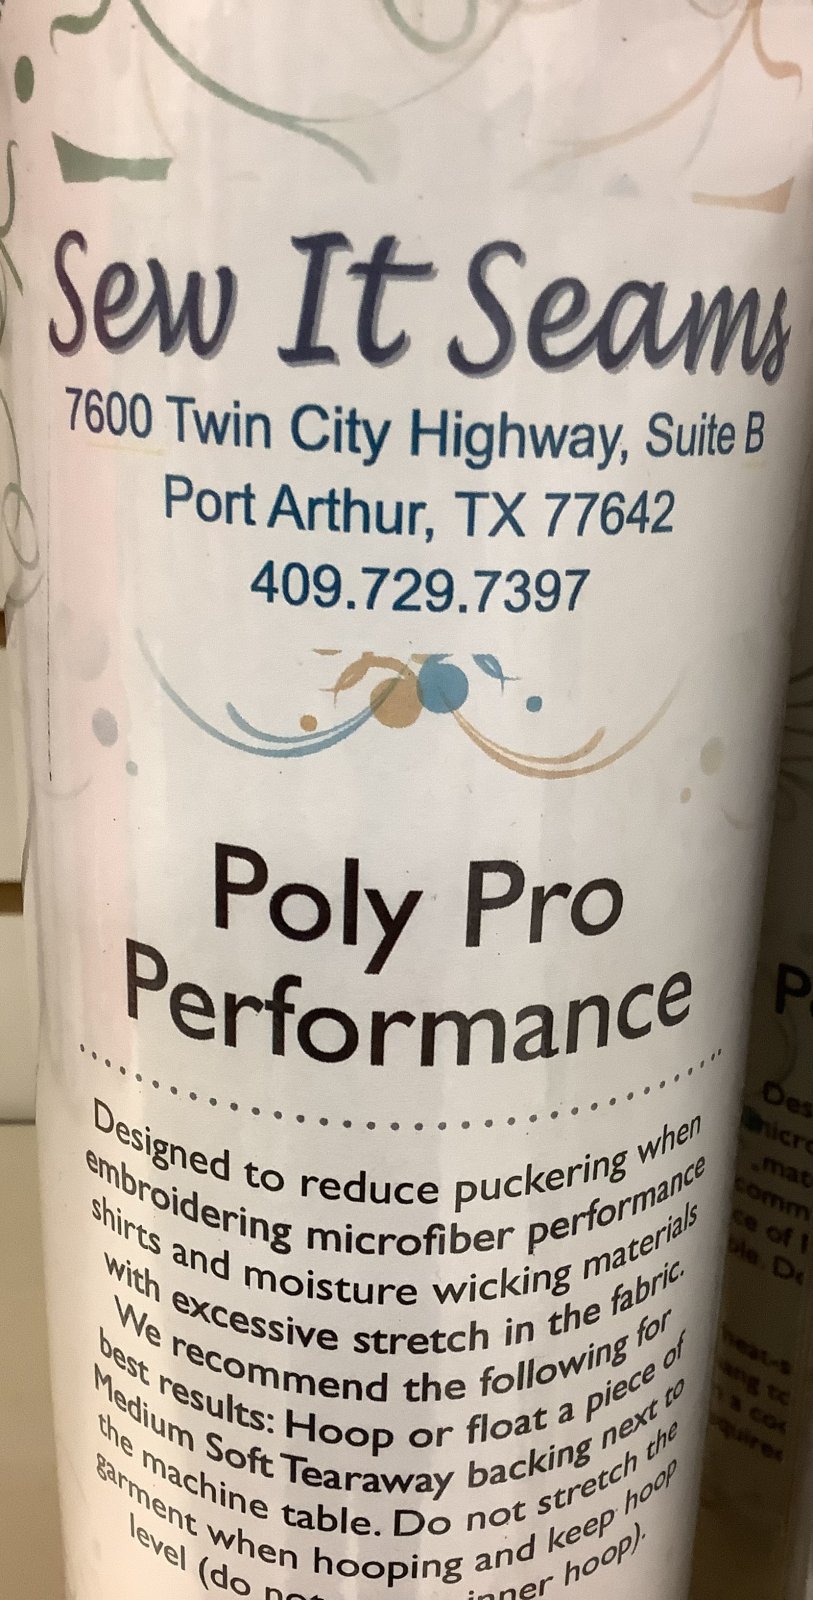 Sew It Seams
7600 Twin City Highway, Suite B
Port Arthur, TX 77642
409.729.7397
Poly Pro
Performance
Designed to reduce puckering when
embroidering microfiber performance
shirts and moisture wicking materials
with excessive stretch in the fabric.
We recommend the following for
best results: Hoop or float a piece of
Medium Soft Tearaway backing next to
the machine table. Do not stretch the
garment when hooping and keep hoop
level (do hoop).